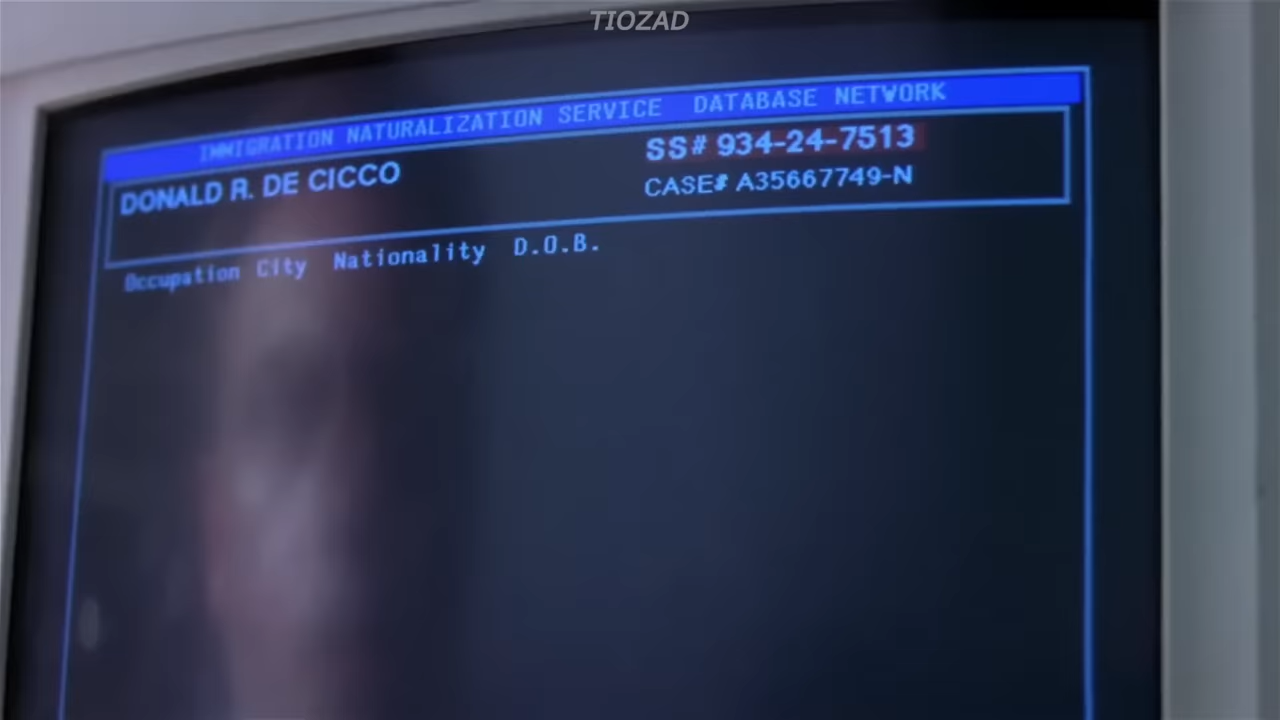 TIOZAD
IMMIGRATION NATURALIZATION SERVICE DATABASE NETWORK
DONALD R. DE CICCO
SS# 934-24-7513
CASE# A35667749-N
Occupation City Nationality D.O.B.